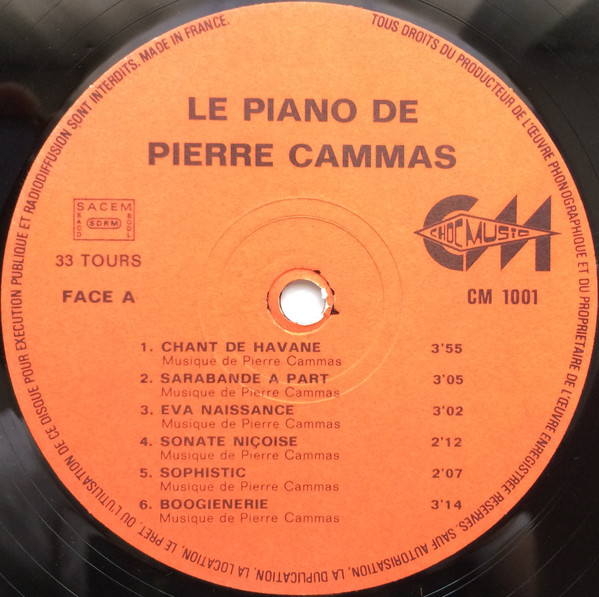 TOUS DROITS DU PRODUCTEUR DE L'ŒUVRE PHONOGRAPHIQUE ET DU PROPRIETAIRE DE L'ŒUVRE ENREGISTREE RESERVES. SAUF AUTORISATION, LA DUPLICATION, LA LOCATION, LE PRET, OU L'UTILISATION DE CE DISQUE POUR EXECUTION PUBLIQUE ET RADIODIFFUSION SONT INTERDITS. MADE IN FRANCE.
LE PIANO DE
PIERRE CAMMAS
SACEM
SACD SDRM SGDL
CM
CHOC MUSIC
33 TOURS
FACE A
CM 1001
1. CHANT DE HAVANE 3'55
Musique de Pierre Cammas
2. SARABANDE A PART 3'05
Musique de Pierre Cammas
3. EVA NAISSANCE 3'02
Musique de Pierre Cammas
4. SONATE NIÇOISE 2'12
Musique de Pierre Cammas
5. SOPHISTIC 2'07
Musique de Pierre Cammas
6. BOOGIENERIE 3'14
Musique de Pierre Cammas